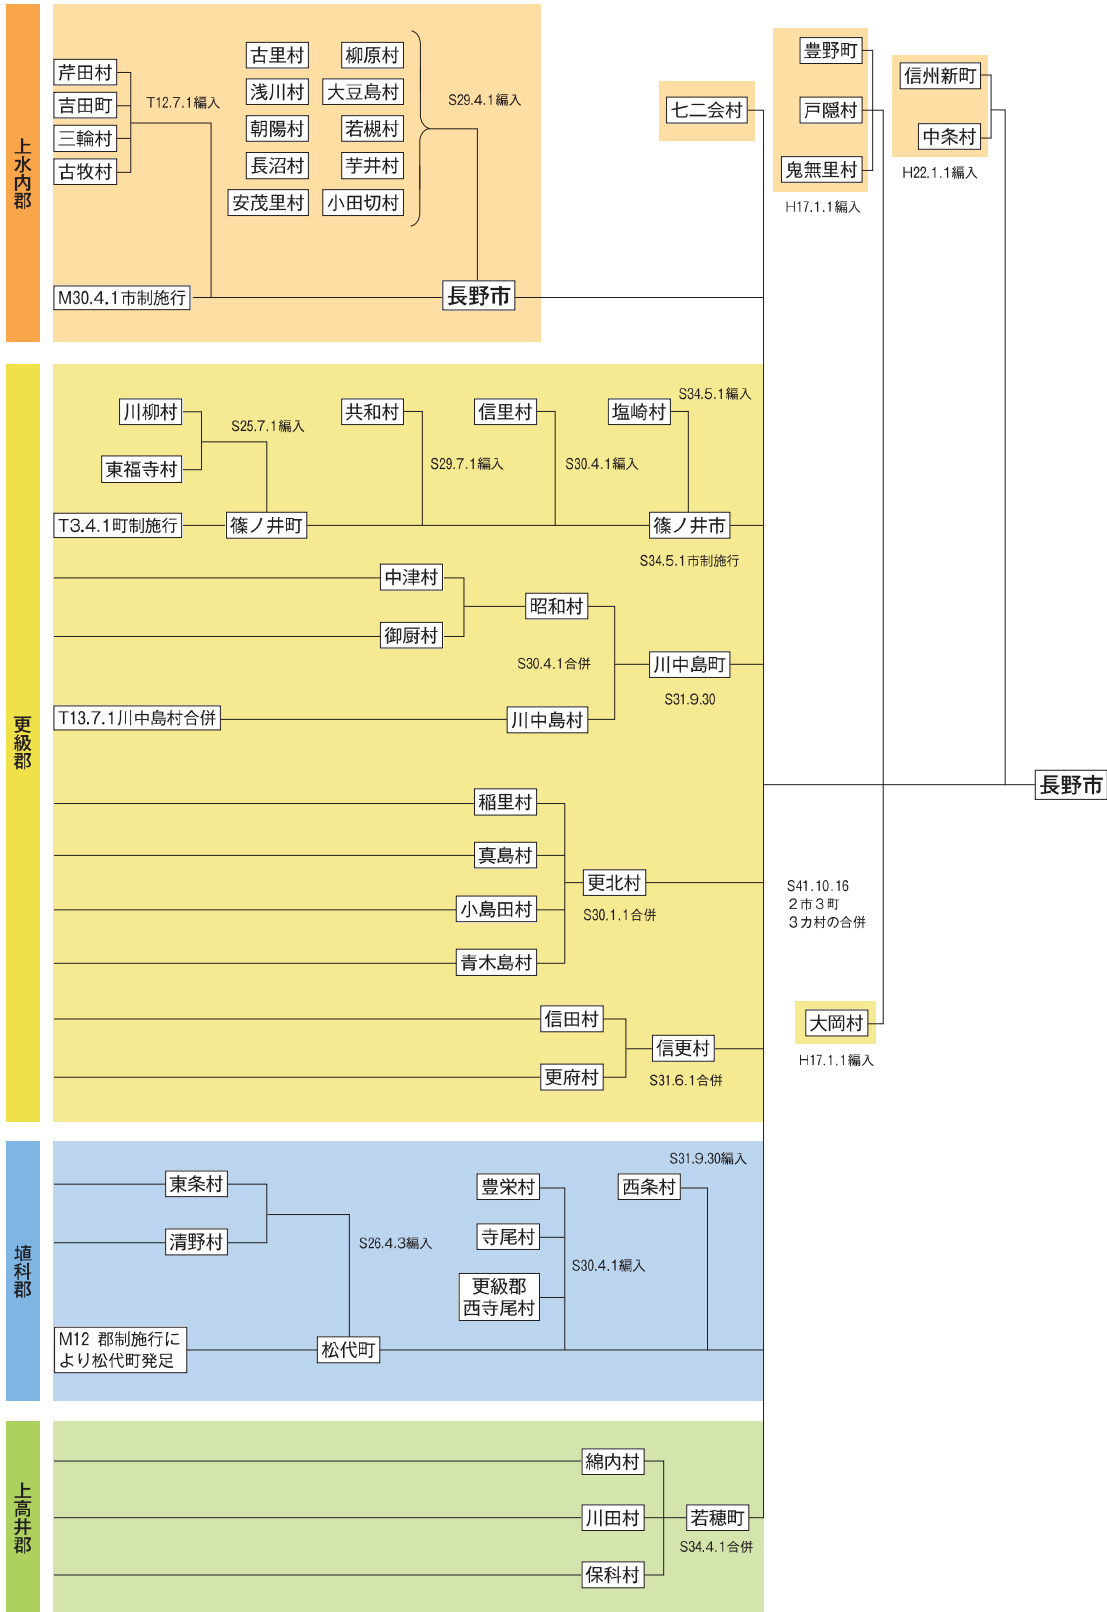 上水内郡
芹田村
吉田町
三輪村
古牧村
T12.7.1編入
古里村
柳原村
浅川村
大豆島村
朝陽村
若槻村
長沼村
芋井村
安茂里村
小田切村
S29.4.1編入
M30.4.1市制施行
長野市
七二会村
豊野町
戸隠村
鬼無里村
H17.1.1編入
信州新町
中条村
H22.1.1編入
更級郡
川柳村
東福寺村
S25.7.1編入
共和村
S29.7.1編入
信里村
S30.4.1編入
塩崎村
S34.5.1編入
T3.4.1町制施行
篠ノ井町
篠ノ井市
S34.5.1市制施行
中津村
御厨村
昭和村
S30.4.1合併
川中島町
S31.9.30
T13.7.1川中島村合併
川中島村
稲里村
真島村
小島田村
青木島村
更北村
S30.1.1合併
信田村
更府村
信更村
S31.6.1合併
長野市
S41.10.16
2市3町
3カ村の合併
大岡村
H17.1.1編入
埴科郡
東条村
清野村
S26.4.3編入
豊栄村
寺尾村
更級郡
西寺尾村
S30.4.1編入
西条村
S31.9.30編入
M12 郡制施行に
より松代町発足
松代町
上高井郡
綿内村
川田村
保科村
若穂町
S34.4.1合併